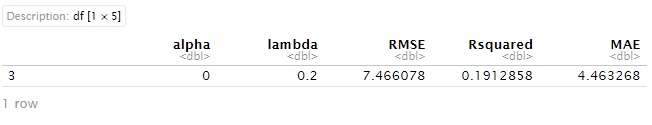 Description: df [1 × 5]
alpha lambda RMSE Rsquared MAE
<dbl> <dbl> <dbl> <dbl> <dbl>
3 0 0.2 7.466078 0.1912858 4.463268
1 row